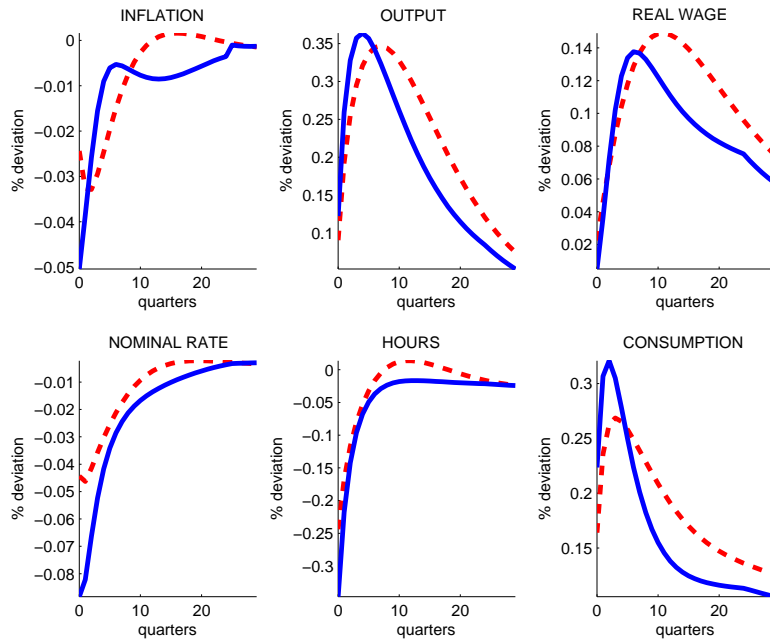 INFLATION
OUTPUT
REAL WAGE
% deviation
0
−0.01
−0.02
−0.03
−0.04
−0.05
0 10 20
quarters
% deviation
0.35
0.3
0.25
0.2
0.15
0.1
0 10 20
quarters
% deviation
0.14
0.12
0.1
0.08
0.06
0.04
0.02
0 10 20
quarters
NOMINAL RATE
HOURS
CONSUMPTION
% deviation
−0.01
−0.02
−0.03
−0.04
−0.05
−0.06
−0.07
−0.08
0 10 20
quarters
% deviation
0
−0.05
−0.1
−0.15
−0.2
−0.25
−0.3
0 10 20
quarters
% deviation
0.3
0.25
0.2
0.15
0 10 20
quarters